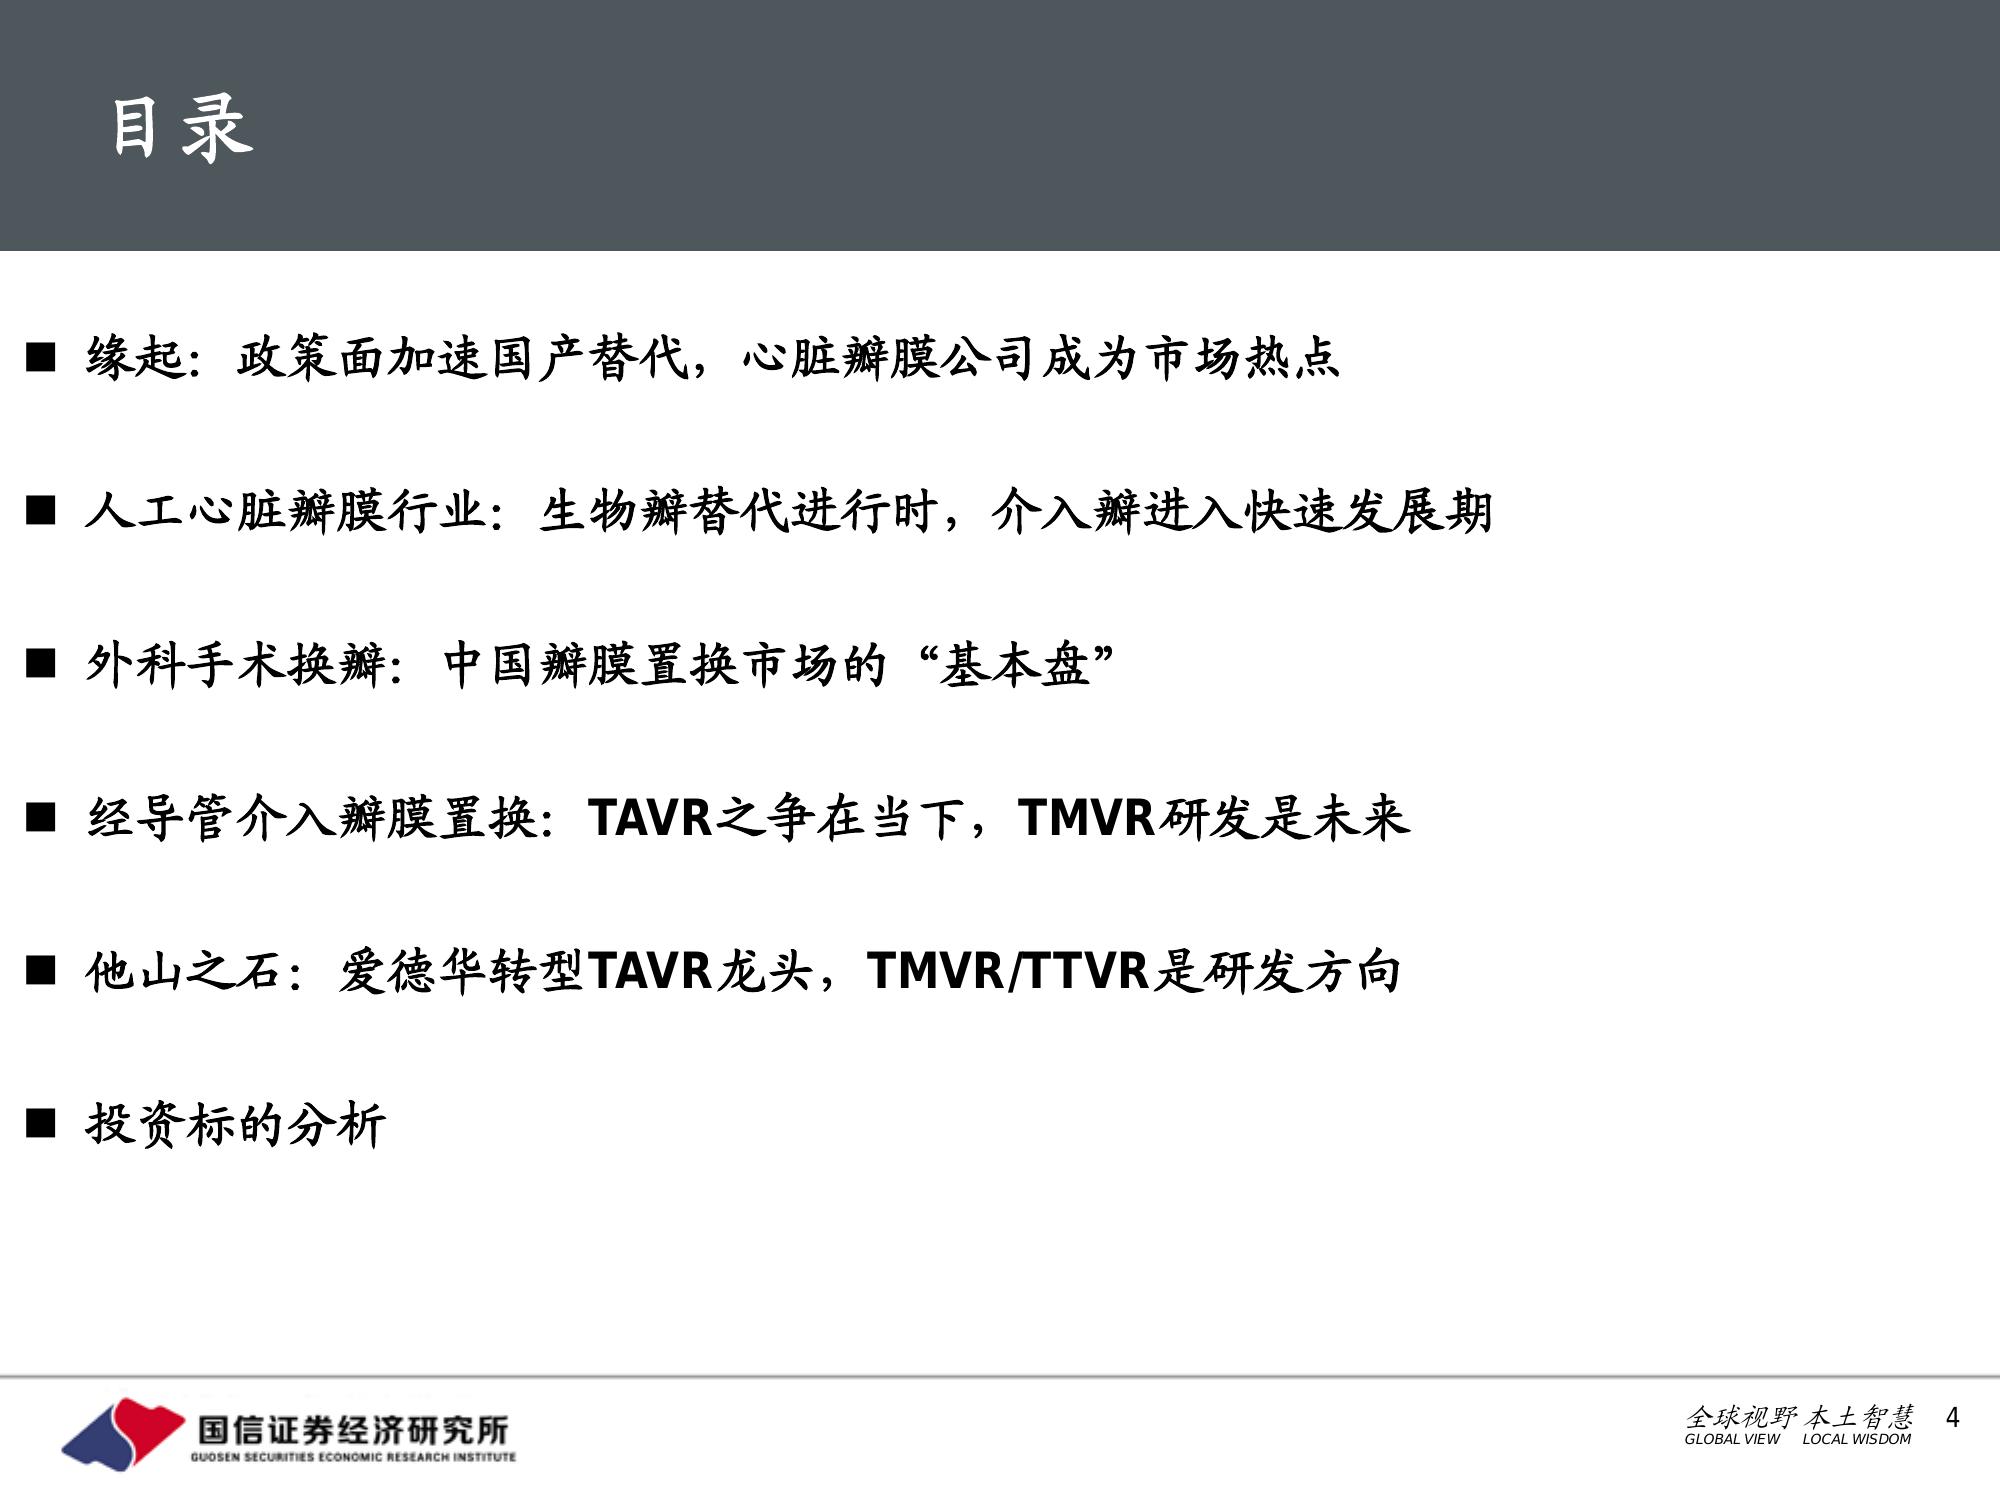 目录
■ 缘起：政策面加速国产替代，心脏瓣膜公司成为市场热点
■ 人工心脏瓣膜行业：生物瓣替代进行时，介入瓣进入快速发展期
■ 外科手术换瓣：中国瓣膜置换市场的“基本盘”
■ 经导管介入瓣膜置换：TAVR之争在当下，TMVR研发是未来
■ 他山之石：爱德华转型TAVR龙头，TMVR/TTVR是研发方向
■ 投资标的分析
国信证券经济研究所
GUOSEN SECURITIES ECONOMIC RESEARCH INSTITUTE
全球视野 本土智慧
GLOBAL VIEW LOCAL WISDOM
4